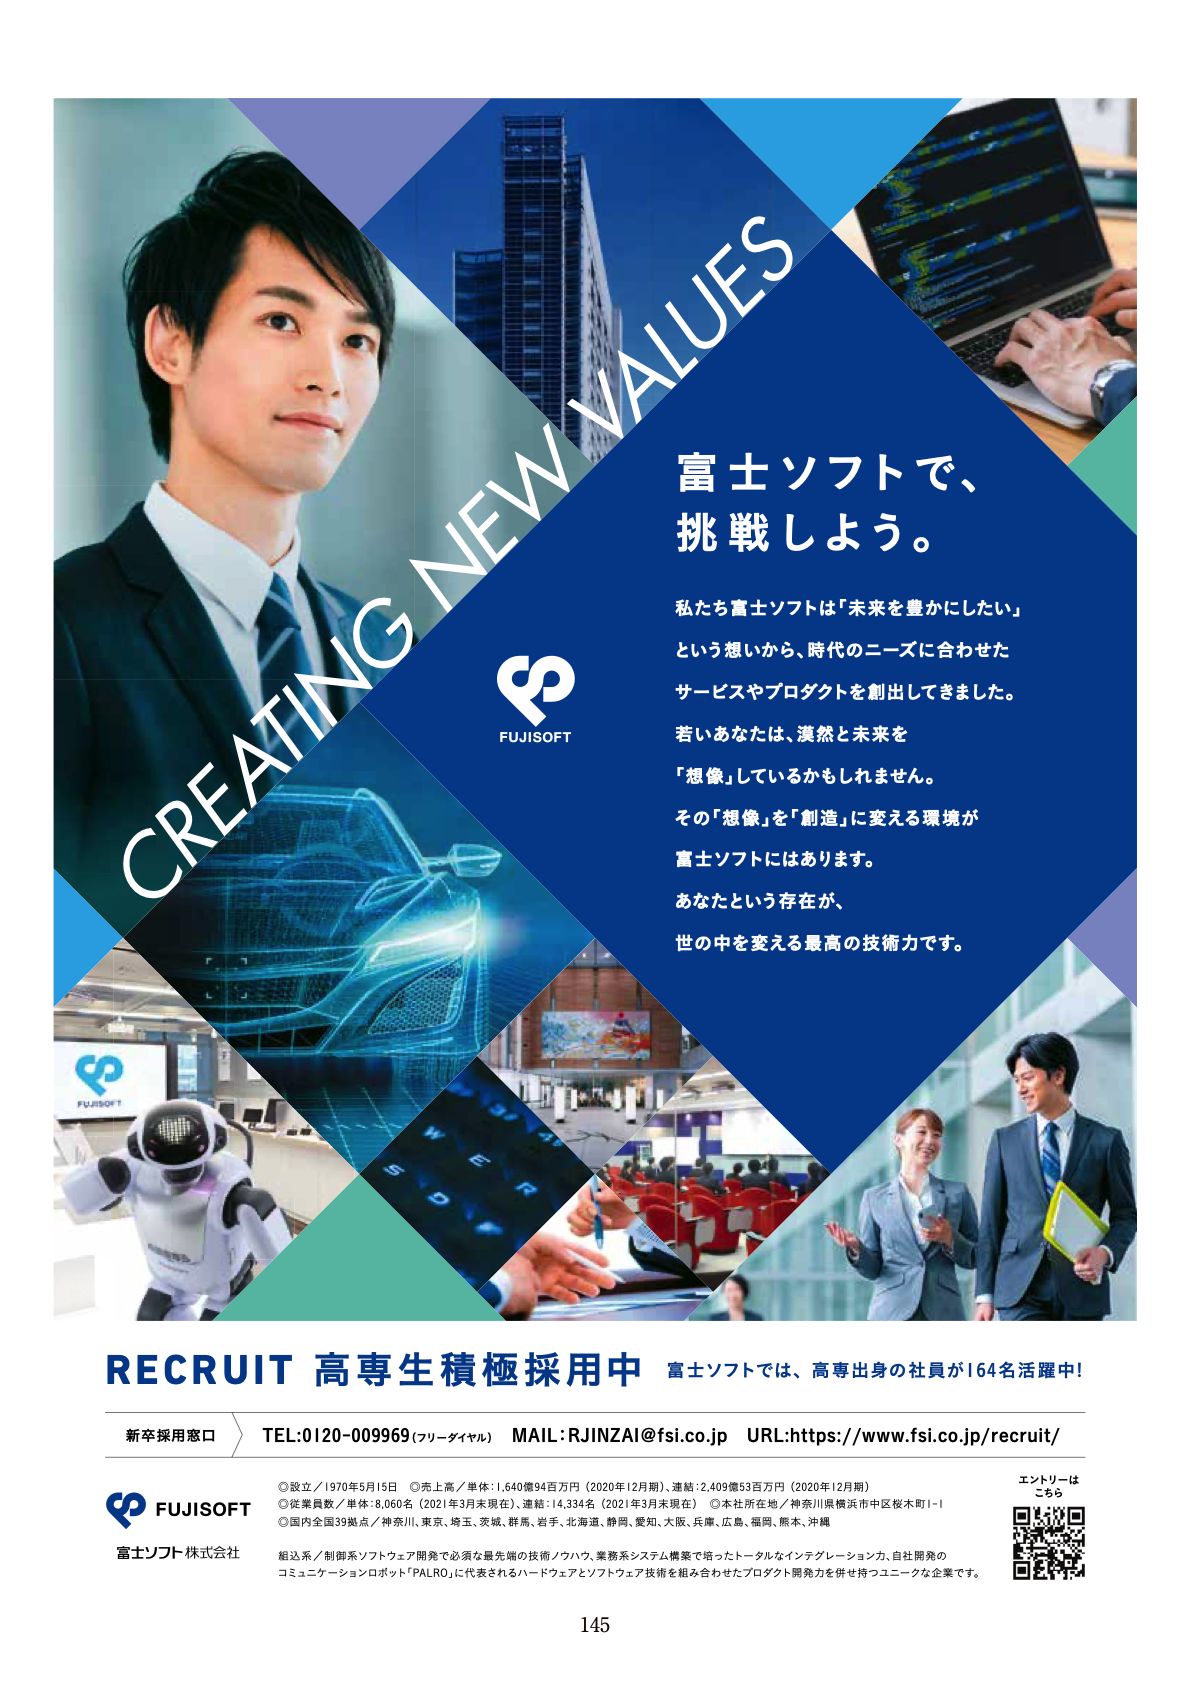 CREATING NEW VALUES
富士ソフトで、
挑戦しよう。
私たち富士ソフトは「未来を豊かにしたい」
という想いから、時代のニーズに合わせた
サービスやプロダクトを創出してきました。
若いあなたは、漠然と未来を
「想像」しているかもしれません。
その「想像」を「創造」に変える環境が
富士ソフトにはあります。
あなたという存在が、
世の中を変える最高の技術力です。
FUJISOFT
FUJISOFT
W E R
S D F
RECRUIT 高専生積極採用中 富士ソフトでは、高専出身の社員が164名活躍中!
新卒採用窓口 TEL:0120-009969(フリーダイヤル) MAIL:RJINZAI@fsi.co.jp URL:https://www.fsi.co.jp/recruit/
FUJISOFT
富士ソフト株式会社
◎設立／1970年5月15日 ◎売上高／単体:1,640億94百万円（2020年12月期）、連結:2,409億53百万円（2020年12月期）
◎従業員数／単体:8,060名（2021年3月末現在）、連結:14,334名（2021年3月末現在） ◎本社所在地／神奈川県横浜市中区桜木町1-1
◎国内全国39拠点／神奈川、東京、埼玉、茨城、群馬、岩手、北海道、静岡、愛知、大阪、兵庫、広島、福岡、熊本、沖縄
組込系／制御系ソフトウェア開発で必須な最先端の技術ノウハウ、業務系システム構築で培ったトータルなインテグレーション力、自社開発の
コミュニケーションロボット「PALRO」に代表されるハードウェアとソフトウェア技術を組み合わせたプロダクト開発力を併せ持つユニークな企業です。
エントリーは
こちら
145